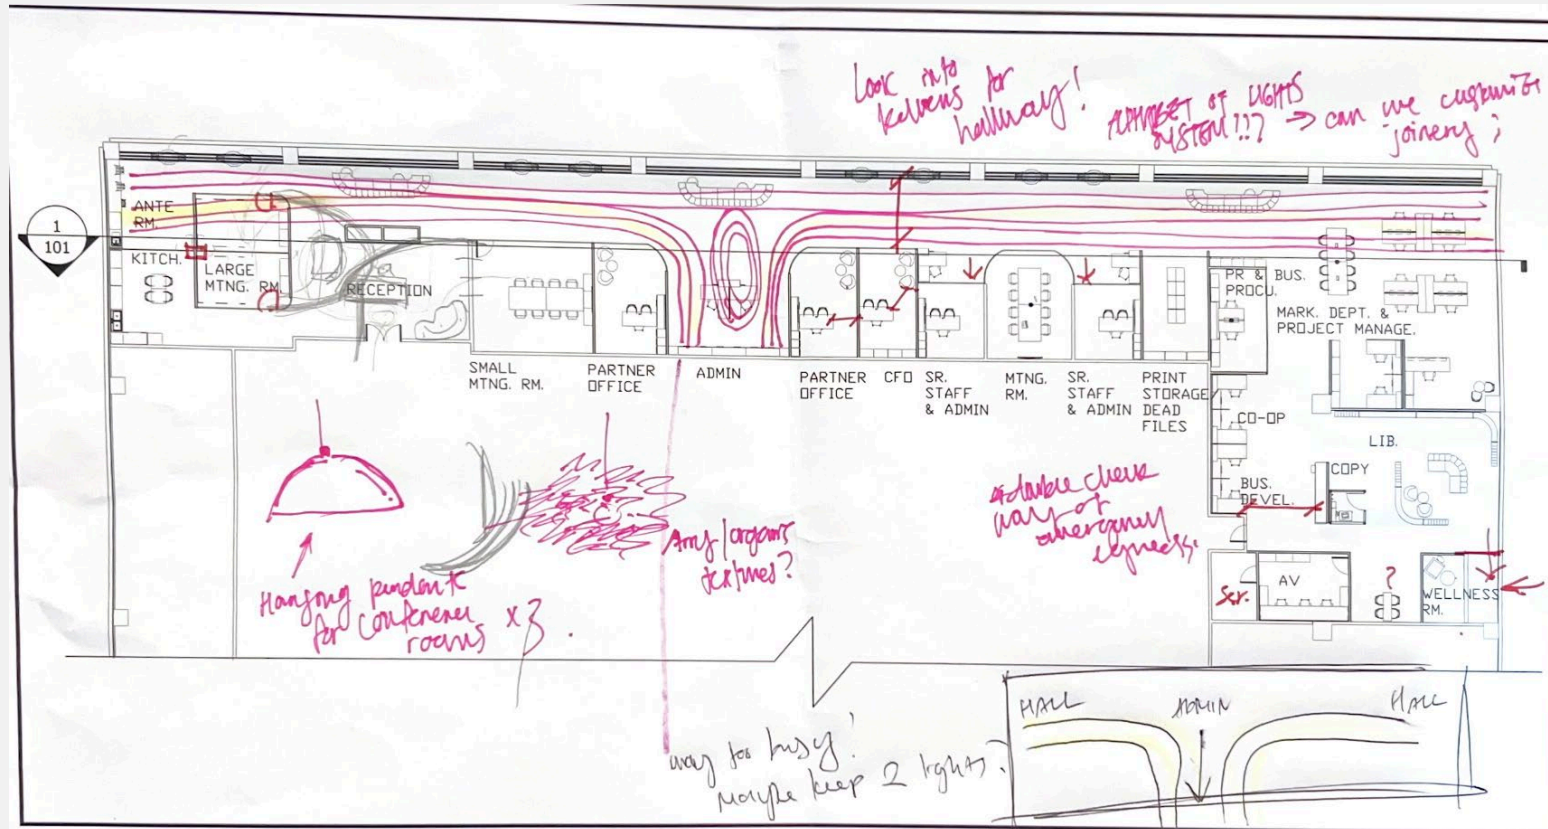 Look into
kelvens for
hallway!
ALPHABET OF LIGHTS
SYSTEM!!? → can we customize
joinery ?
1
101
ANTE
RM.
KITCH.
LARGE
MTNG. RM.
RECEPTION
SMALL
MTNG. RM.
PARTNER
OFFICE
ADMIN
PARTNER
OFFICE
CFO
SR.
STAFF
& ADMIN
MTNG.
RM.
SR.
STAFF
& ADMIN
PRINT
STORAGE
DEAD
FILES
PR & BUS.
PROCU.
MARK. DEPT. &
PROJECT MANAGE.
CO-OP
LIB.
COPY
BUS.
DEVEL.
AV
?
WELLNESS
RM.
Ser.
Hanging pendants
for conference
rooms x3.
textures?
double check
way of
emergency
egress.
way too busy!
Maybe keep 2 lights?
HALL
ADMIN
HALL